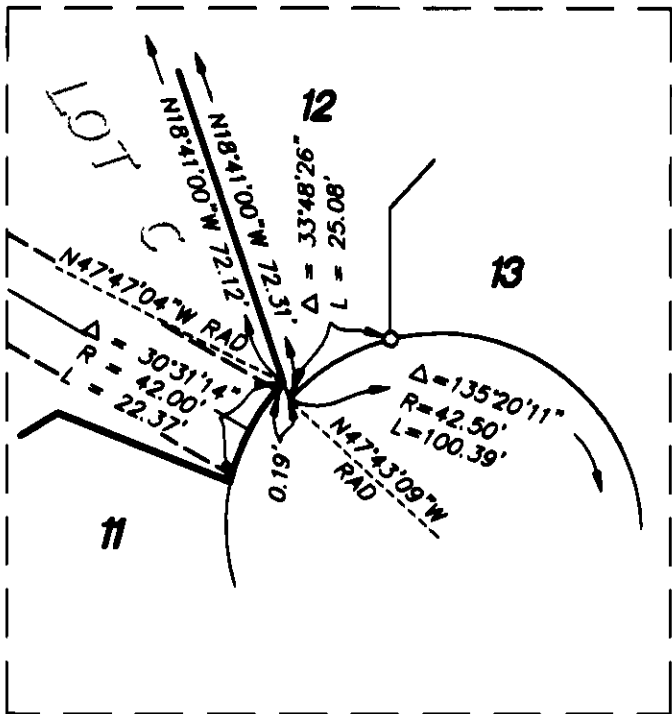 12
LOT C
N18°41'00"W 72.12'
N18°41'00"W 72.31'
Δ = 33°48'26"
L = 25.08'
13
N47°47'04"W RAD
Δ = 30°31'14"
R = 42.00'
L = 22.37'
Δ=135°20'11"
R=42.50'
L=100.39'
0.19'
N47°43'09"W
RAD
11